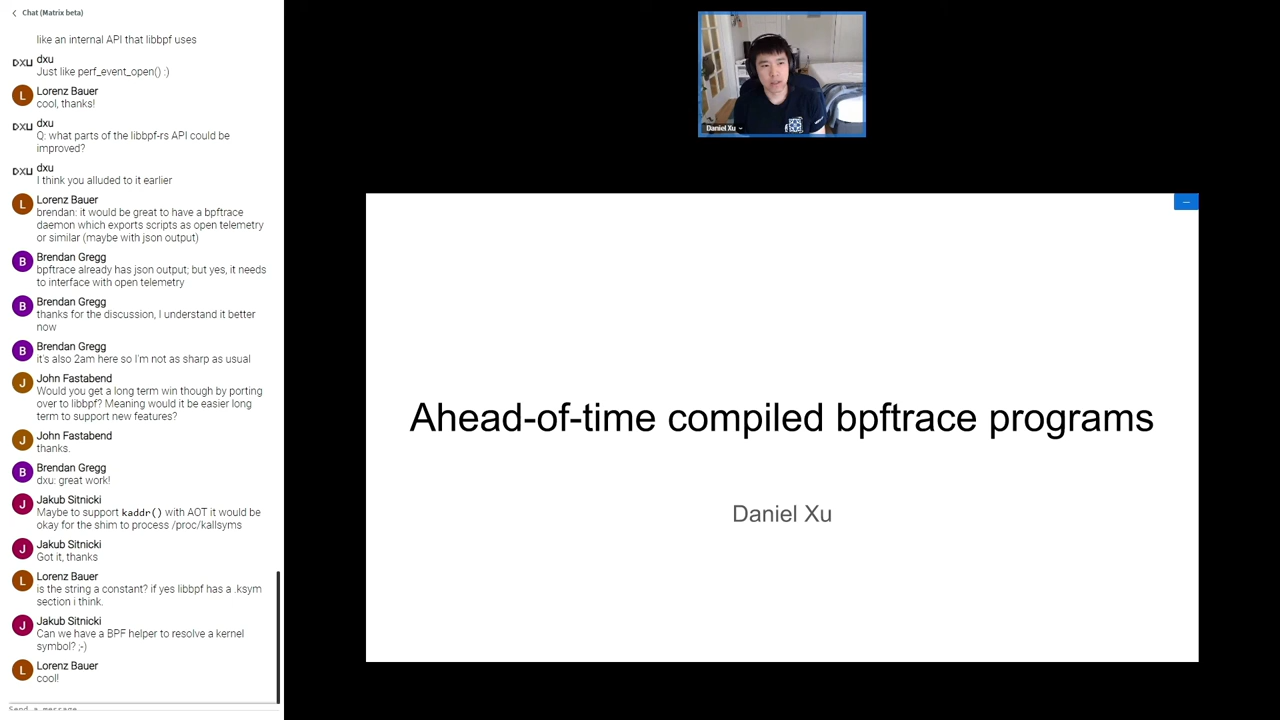 Chat (Matrix beta)
like an internal API that libbpf uses
DXU
dxu
Just like perf_event_open() :)
L
Lorenz Bauer
cool, thanks!
DXU
dxu
Q: what parts of the libbpf-rs API could be
improved?
DXU
dxu
I think you alluded to it earlier
L
Lorenz Bauer
brendan: it would be great to have a bpftrace
daemon which exports scripts as open telemetry
or similar (maybe with json output)
B
Brendan Gregg
bpftrace already has json output; but yes, it needs
to interface with open telemetry
B
Brendan Gregg
thanks for the discussion, I understand it better
now
B
Brendan Gregg
it's also 2am here so I'm not as sharp as usual
J
John Fastabend
Would you get a long term win though by porting
over to libbpf? Meaning would it be easier long
term to support new features?
J
John Fastabend
thanks.
B
Brendan Gregg
dxu: great work!
J
Jakub Sitnicki
Maybe to support kaddr() with AOT it would be
okay for the shim to process /proc/kallsyms
J
Jakub Sitnicki
Got it, thanks
L
Lorenz Bauer
is the string a constant? if yes libbpf has a .ksym
section i think.
J
Jakub Sitnicki
Can we have a BPF helper to resolve a kernel
symbol? ;-)
L
Lorenz Bauer
cool!
Send a message
Daniel Xu
Ahead-of-time compiled bpftrace programs
Daniel Xu